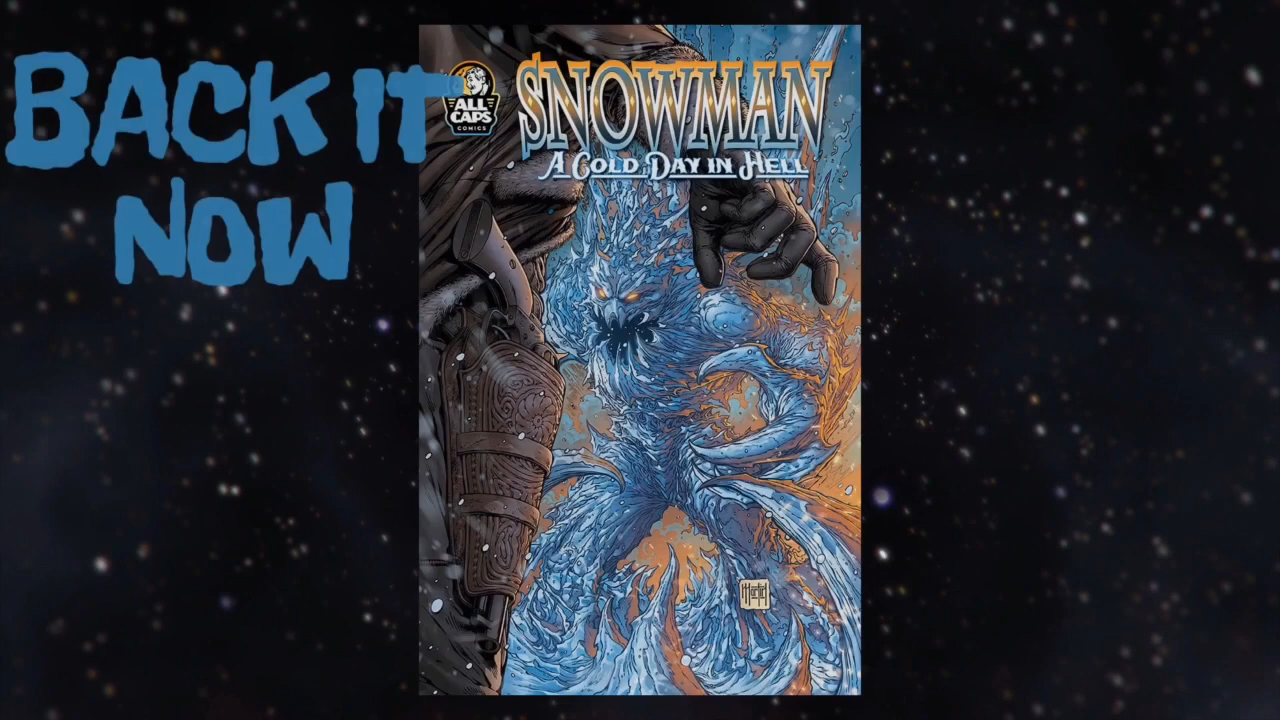 BACK IT
NOW
ALL
CAPS
COMICS
SNOWMAN
A COLD DAY IN HELL